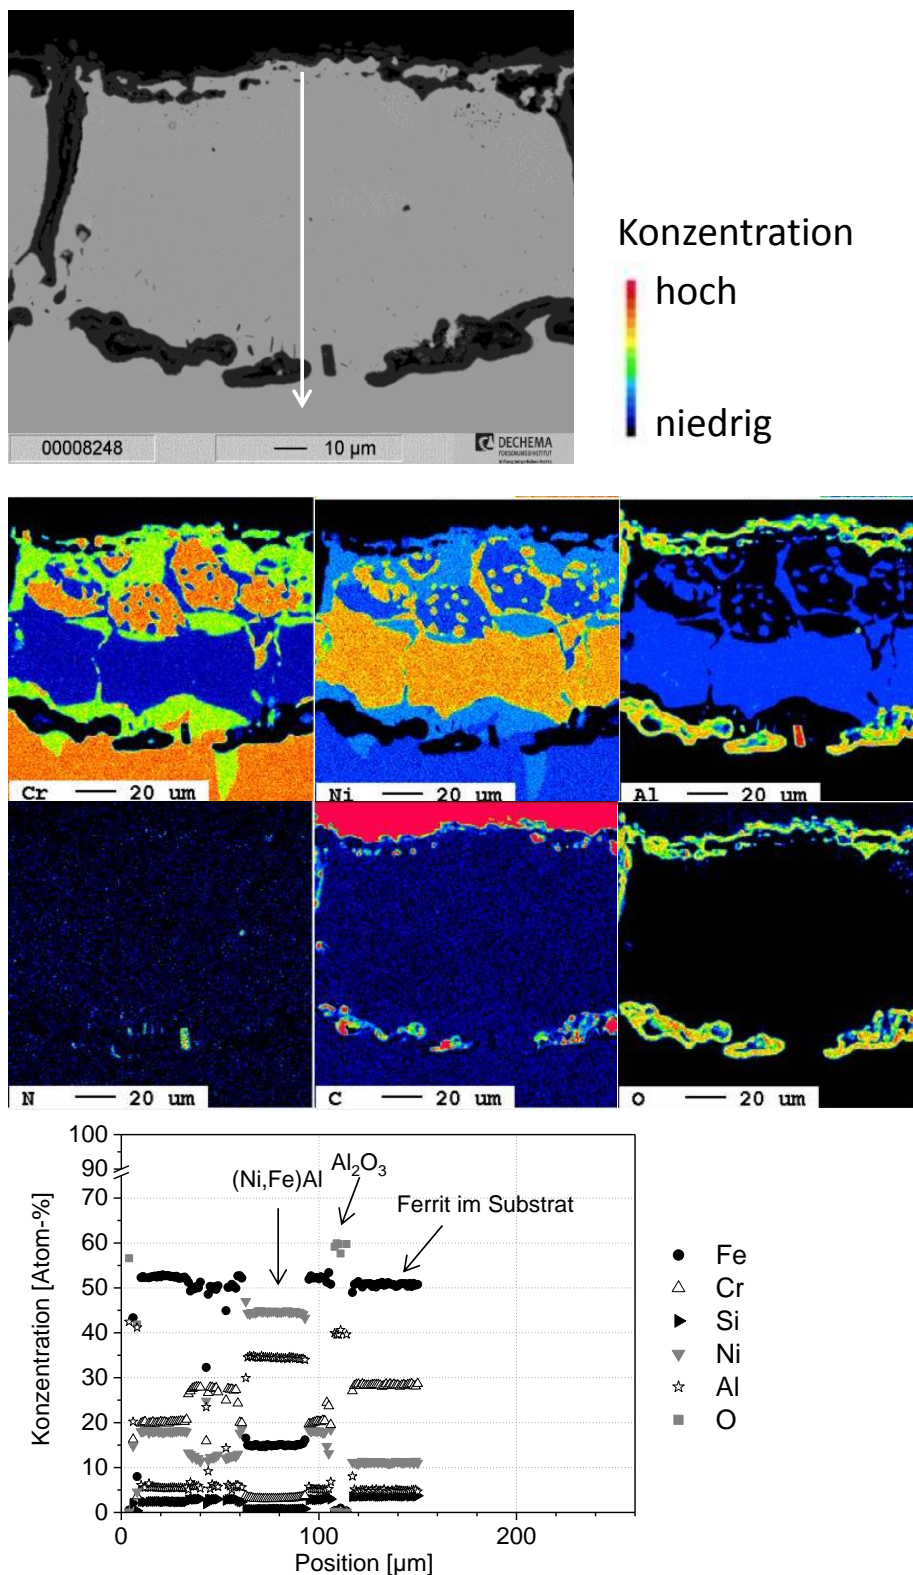 Konzentration
hoch
niedrig
00008248
10 µm
DECHEMA
FORSCHUNGSINSTITUT
Cr 20 um
Ni 20 um
Al 20 um
N 20 um
C 20 um
O 20 um
Konzentration [Atom-%]
100
90
70
60
50
40
30
20
10
0
(Ni,Fe)Al
Al₂O₃
Ferrit im Substrat
0
100
200
Position [µm]
Fe
Cr
Si
Ni
Al
O